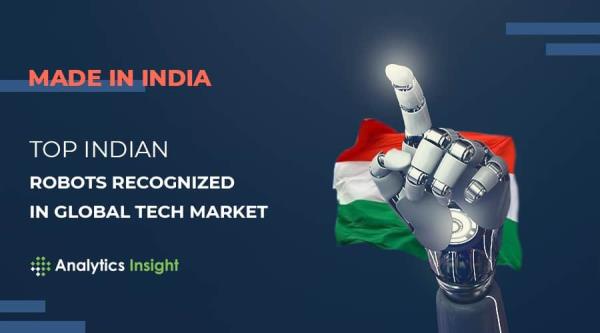 MADE IN INDIA
TOP INDIAN
ROBOTS RECOGNIZED
IN GLOBAL TECH MARKET
Analytics Insight